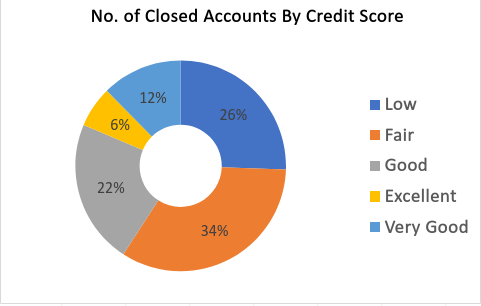 No. of Closed Accounts By Credit Score
12%
26%
6%
22%
34%
Low
Fair
Good
Excellent
Very Good